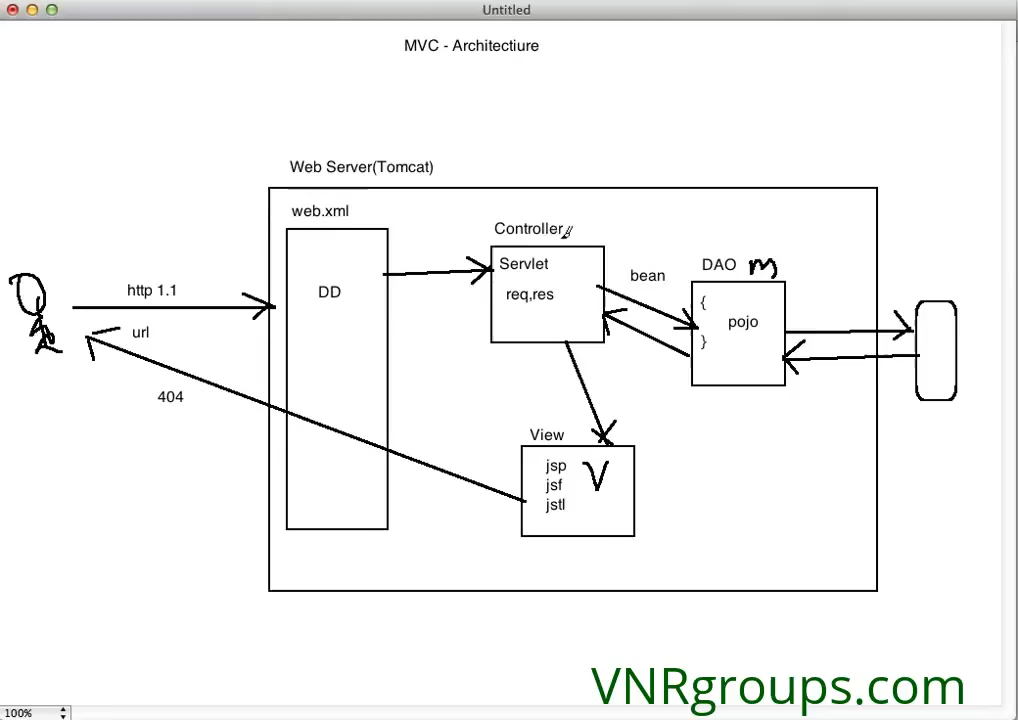 Untitled
MVC - Architectiure
Web Server(Tomcat)
web.xml
DD
http 1.1
url
404
Controller
Servlet
req,res
bean
DAO m
{
pojo
}
View
jsp V
jsf
jstl
VNRgroups.com
100%